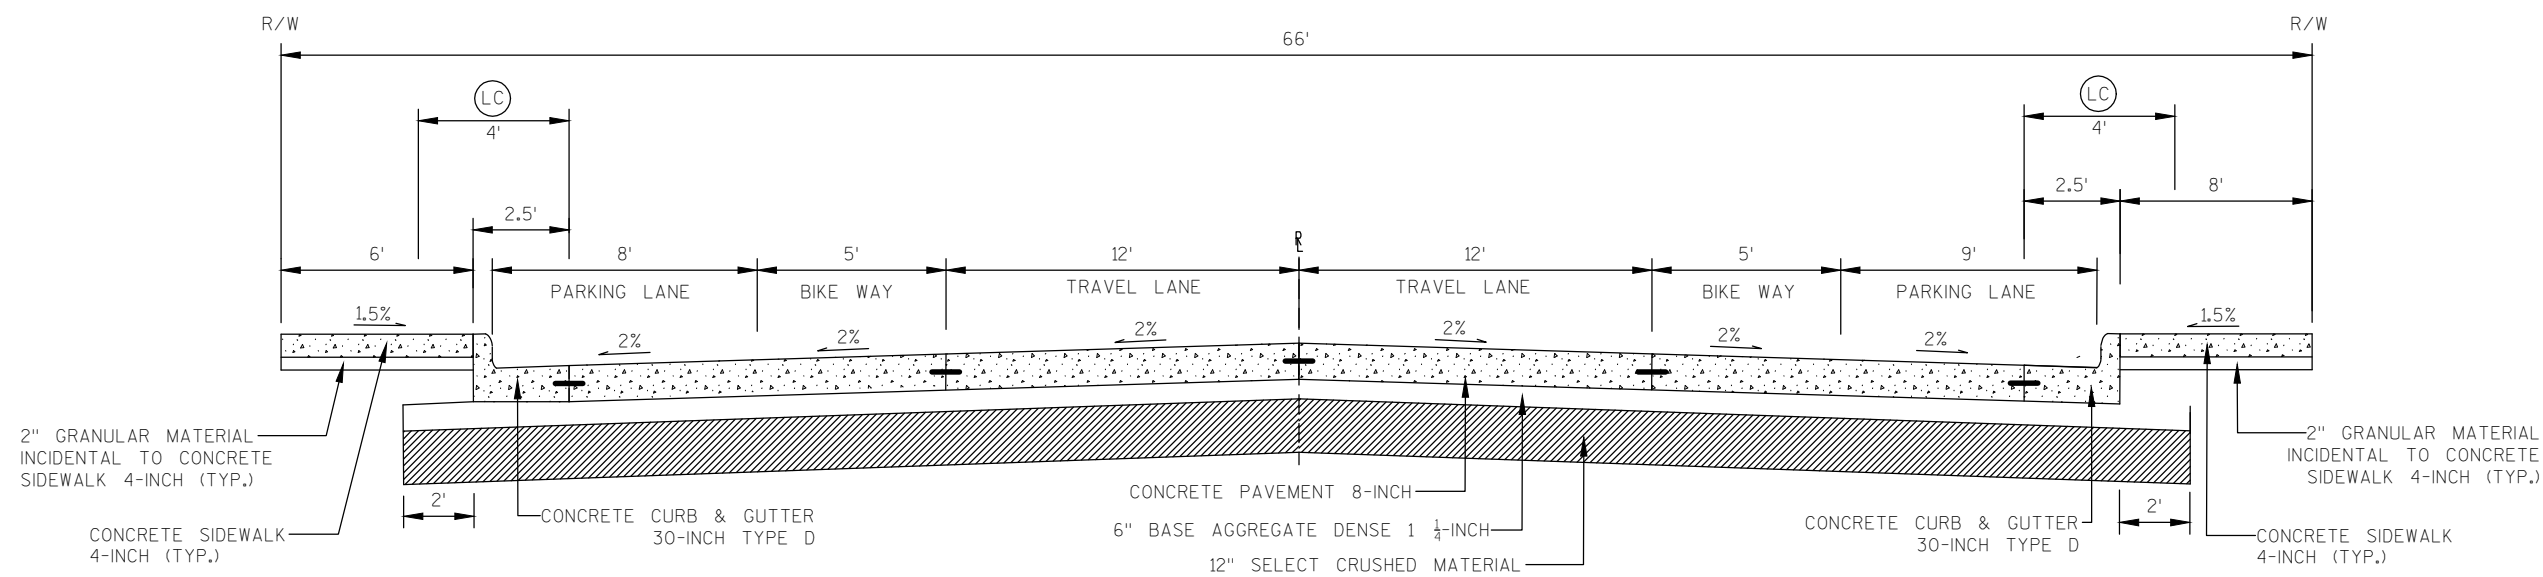 R/W
R/W
66'
LC
LC
4'
4'
2.5'
8'
2.5'
6'
8'
5'
12'
12'
5'
9'
PARKING LANE
BIKE WAY
TRAVEL LANE
TRAVEL LANE
BIKE WAY
PARKING LANE
1.5%
2%
2%
2%
2%
2%
2%
1.5%
2" GRANULAR MATERIAL
INCIDENTAL TO CONCRETE
SIDEWALK 4-INCH (TYP.)
2'
CONCRETE SIDEWALK
4-INCH (TYP.)
CONCRETE CURB & GUTTER
30-INCH TYPE D
CONCRETE PAVEMENT 8-INCH
6" BASE AGGREGATE DENSE 1 1/4-INCH
12" SELECT CRUSHED MATERIAL
CONCRETE CURB & GUTTER
30-INCH TYPE D
2'
2" GRANULAR MATERIAL
INCIDENTAL TO CONCRETE
SIDEWALK 4-INCH (TYP.)
CONCRETE SIDEWALK
4-INCH (TYP.)